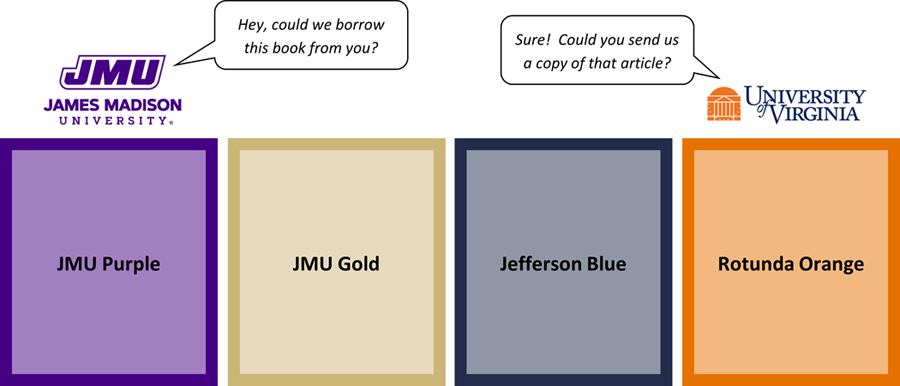 Hey, could we borrow
this book from you?
Sure!  Could you send us
a copy of that article?
JMU
JAMES MADISON
UNIVERSITY®
UNIVERSITY
of VIRGINIA
JMU Purple
JMU Gold
Jefferson Blue
Rotunda Orange